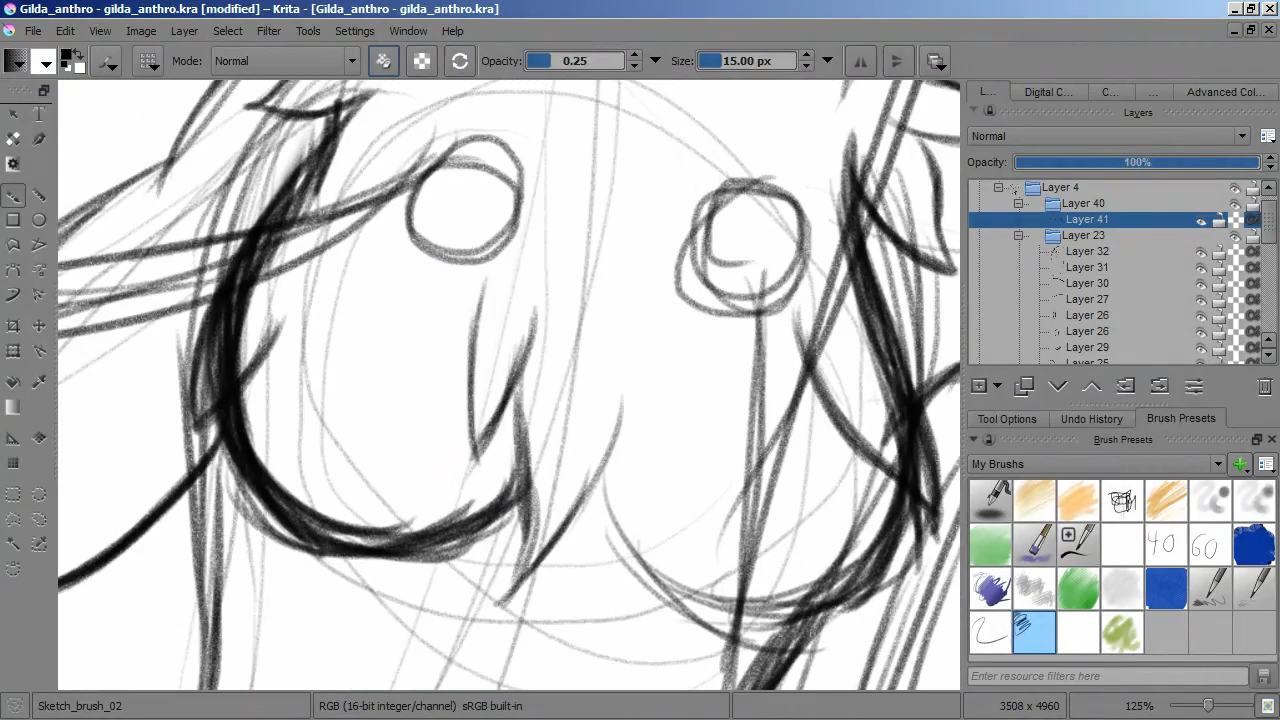 Gilda_anthro - gilda_anthro.kra [modified] – Krita - [Gilda_anthro - gilda_anthro.kra]
File Edit View Image Layer Select Filter Tools Settings Window Help
Mode: Normal Opacity: 0.25 Size: 15.00 px
L... Digital C... C... ... Advanced Col...
Layers
Normal
Opacity: 100%
Layer 4
Layer 40
Layer 41
Layer 23
Layer 32
Layer 31
Layer 30
Layer 27
Layer 26
Layer 26
Layer 29
Layer 25
Tool Options Undo History Brush Presets
Brush Presets
My Brushes
40 60
Enter resource filters here
Sketch_brush_02 RGB (16-bit integer/channel) sRGB built-in 3508 x 4960 125%